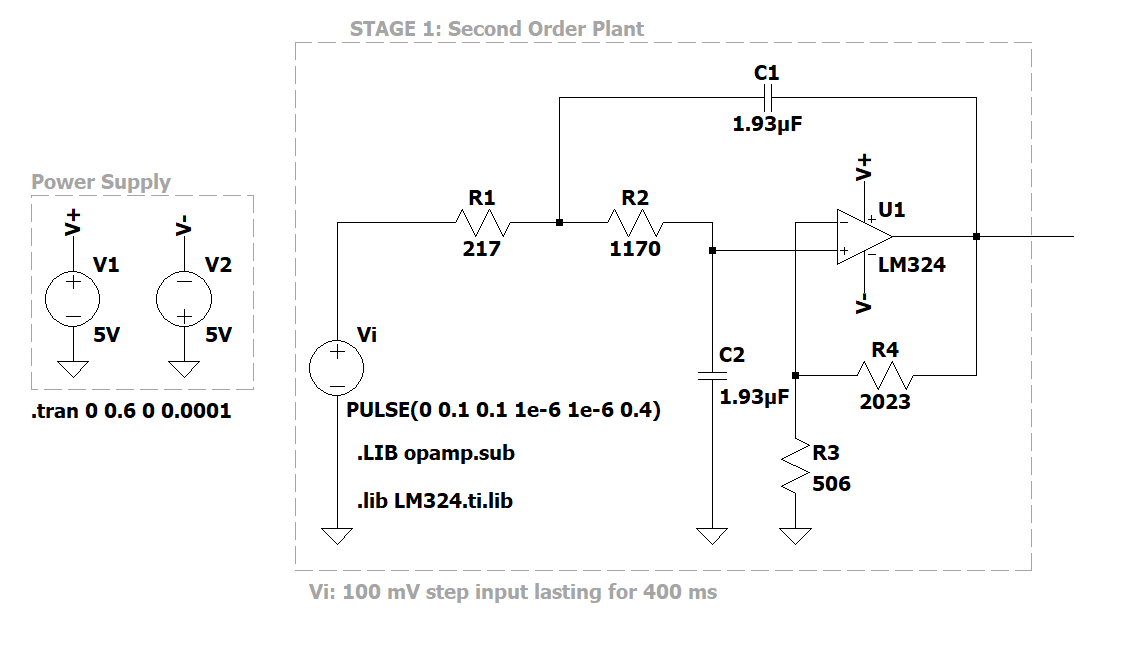 STAGE 1: Second Order Plant
C1
1.93µF
V+
Power Supply
R1
R2
V+
V-
U1
217
1170
V1
V2
LM324
V-
5V
5V
Vi
R4
C2
1.93µF
2023
.tran 0 0.6 0 0.0001
PULSE(0 0.1 0.1 1e-6 1e-6 0.4)
.LIB opamp.sub
R3
506
.lib LM324.ti.lib
Vi: 100 mV step input lasting for 400 ms